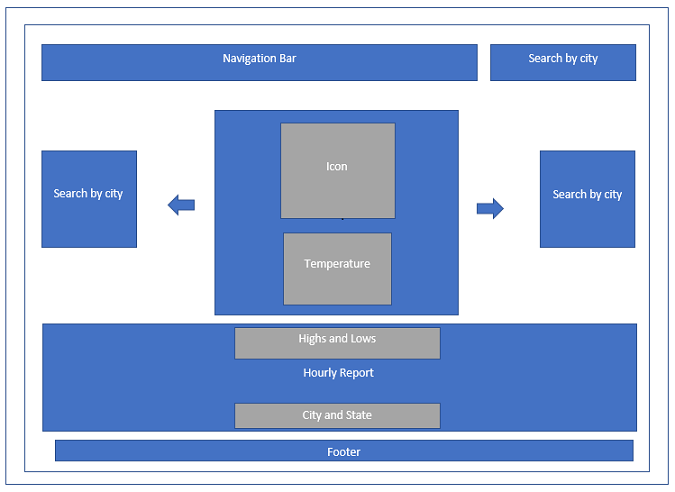 Navigation Bar
Search by city
Icon
Search by city
Search by city
Temperature
Highs and Lows
Hourly Report
City and State
Footer